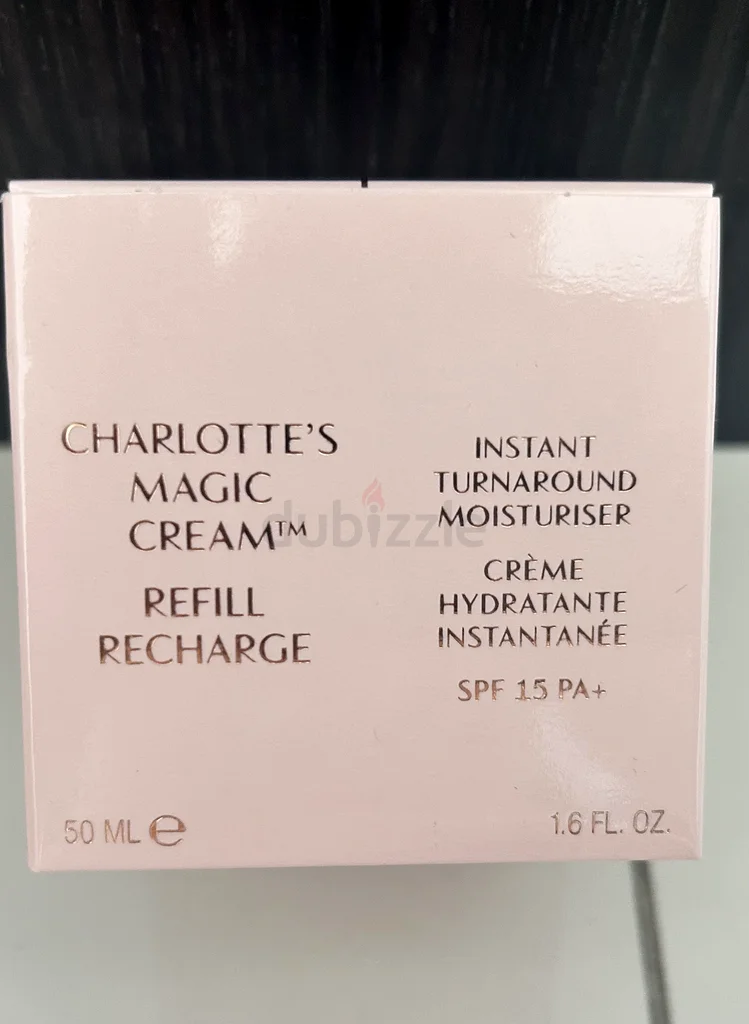 CHARLOTTE'S
MAGIC
CREAM™
REFILL
RECHARGE
INSTANT
TURNAROUND
MOISTURISER
CRÈME
HYDRATANTE
INSTANTANÉE
SPF 15 PA+
50 ML ℮
1.6 FL. OZ.
dubizzle